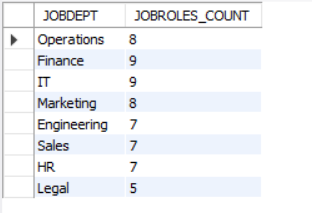 JOBDEPT JOBROLES_COUNT
Operations 8
Finance 9
IT 9
Marketing 8
Engineering 7
Sales 7
HR 7
Legal 5